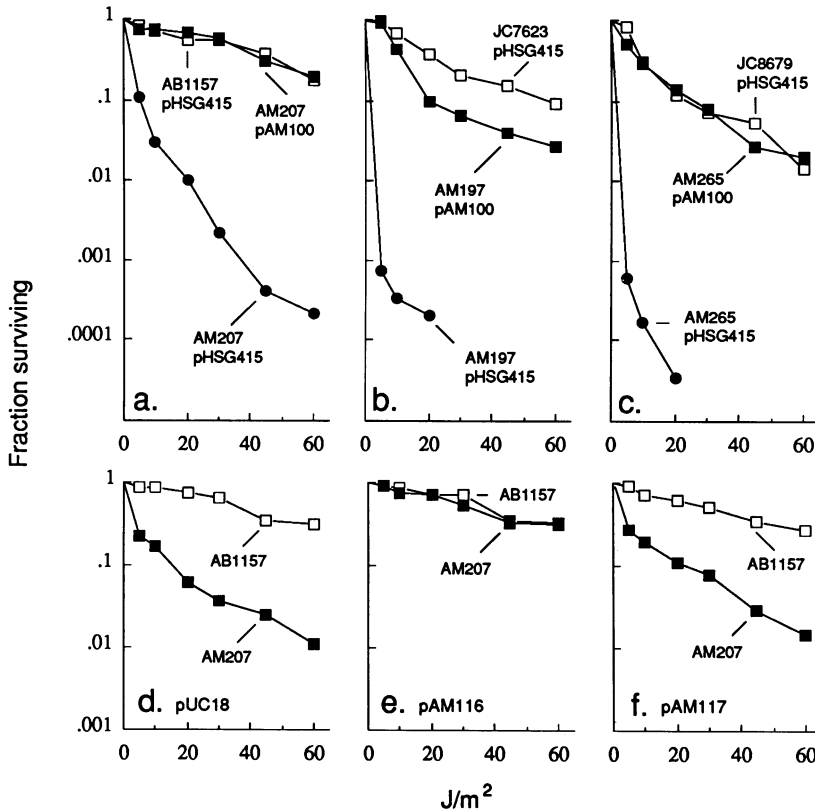 Fraction surviving
1
.1
.01
.001
.0001
AB1157
pHSG415
AM207
pAM100
AM207
pHSG415
a.
0 20 40 60
JC7623
pHSG415
AM197
pAM100
AM197
pHSG415
b.
0 20 40 60
JC8679
pHSG415
AM265
pAM100
AM265
pHSG415
c.
0 20 40 60
1
.1
.01
.001
AB1157
AM207
d. pUC18
0 20 40 60
AB1157
AM207
e. pAM116
0 20 40 60
AB1157
AM207
f. pAM117
0 20 40 60
J/m²